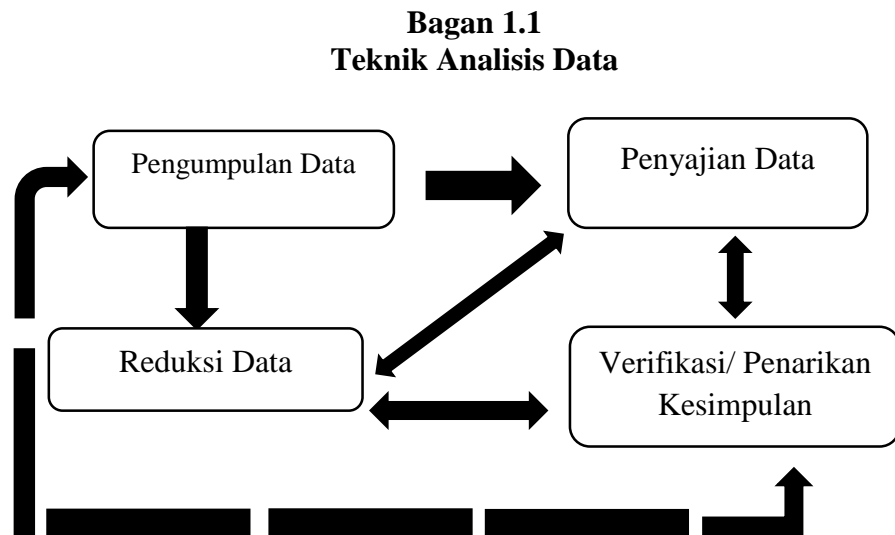 Bagan 1.1
Teknik Analisis Data
Pengumpulan Data
Penyajian Data
Reduksi Data
Verifikasi/ Penarikan
Kesimpulan